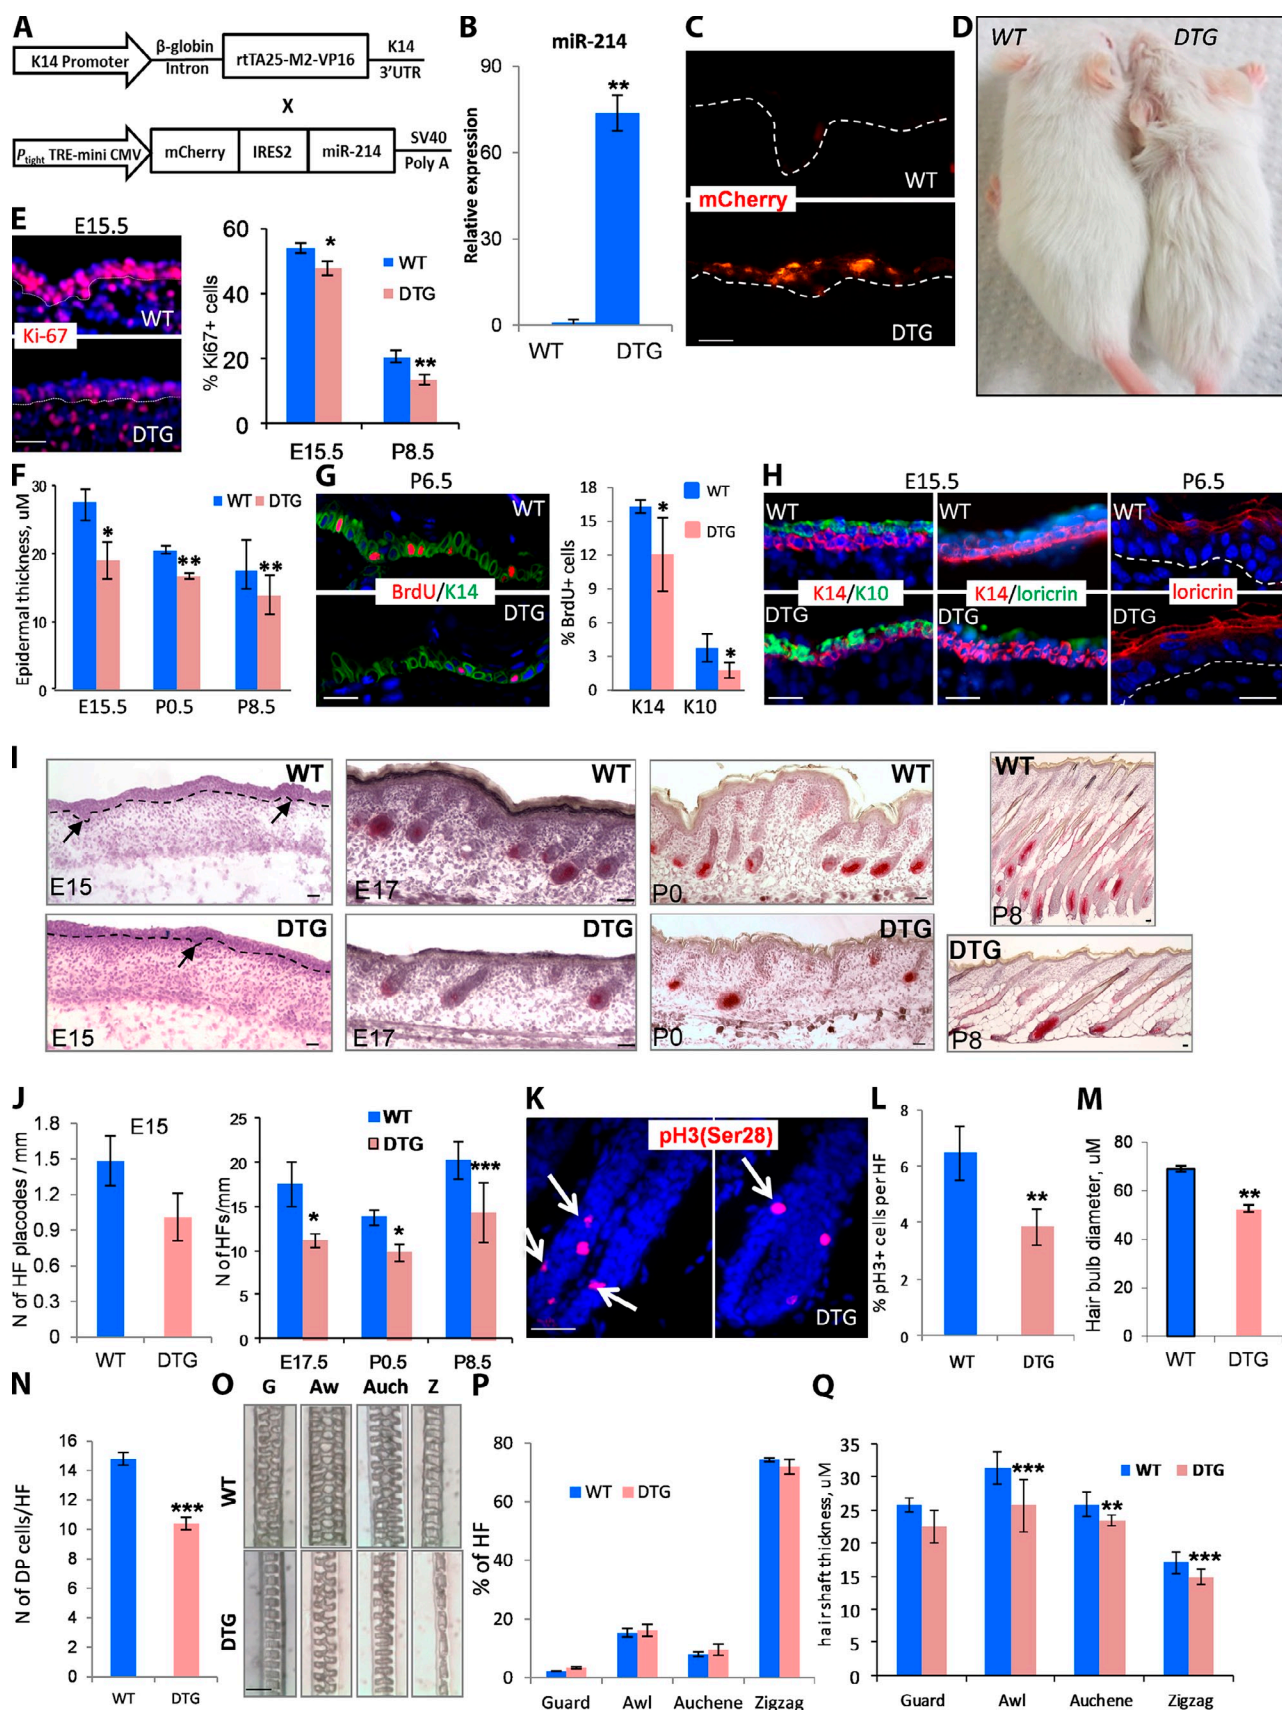 A
K14 Promoter
β-globin
Intron
rtTA25-M2-VP16
K14
3'UTR
X
Ptight TRE-mini CMV
mCherry
IRES2
miR-214
SV40
Poly A
B
miR-214
Relative expression
90
60
30
0
**
WT
DTG
C
WT
mCherry
DTG
D
WT
DTG
E
E15.5
WT
Ki-67
DTG
% Ki67+ cells
60
40
20
0
*
**
WT
DTG
E15.5
P8.5
F
Epidermal thickness, uM
30
20
10
0
WT
DTG
*
**
**
E15.5
P0.5
P8.5
G
P6.5
WT
BrdU/K14
DTG
% BrdU+ cells
18
15
12
9
6
3
0
*
*
WT
DTG
K14
K10
H
E15.5
P6.5
WT
WT
WT
K14/K10
K14/loricrin
loricrin
DTG
DTG
DTG
I
WT
E15
WT
E17
WT
P0
WT
P8
DTG
E15
DTG
E17
DTG
P0
DTG
P8
J
E15
N of HF placodes / mm
1.8
1.5
1.2
0.9
0.6
0.3
0
WT
DTG
N of HFs/mm
25
20
15
10
5
0
WT
DTG
*
*
***
E17.5
P0.5
P8.5
K
pH3(Ser28)
DTG
L
% pH3+ cells per HF
8
6
4
2
0
**
WT
DTG
M
Hair bulb diameter, uM
80
60
40
20
0
**
WT
DTG
N
N of DP cells/HF
16
14
12
10
8
6
4
2
0
***
WT
DTG
O
G
Aw
Auch
Z
WT
DTG
P
% of HF
80
60
40
20
0
WT
DTG
Guard
Awl
Auchene
Zigzag
Q
hair shaft thickness, uM
35
30
25
20
15
10
5
0
WT
DTG
***
**
***
Guard
Awl
Auchene
Zigzag